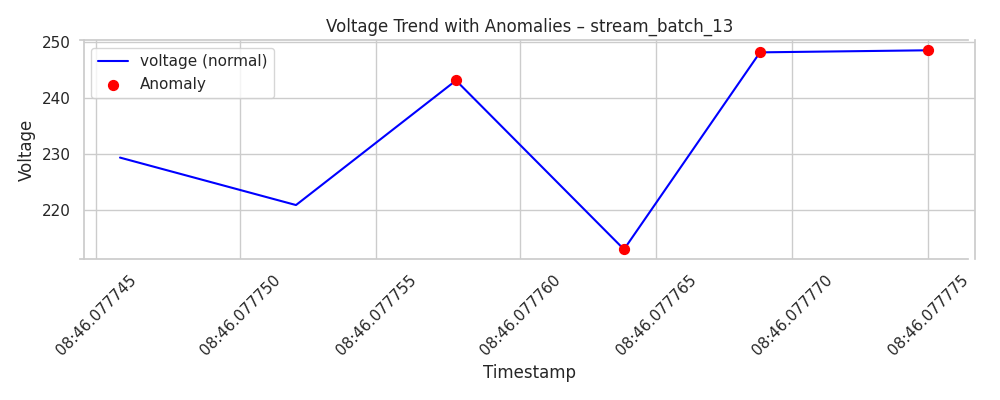 Voltage Trend with Anomalies – stream_batch_13
voltage (normal)
Anomaly
Voltage
250
240
230
220
08:46.077745
08:46.077750
08:46.077755
08:46.077760
08:46.077765
08:46.077770
08:46.077775
Timestamp